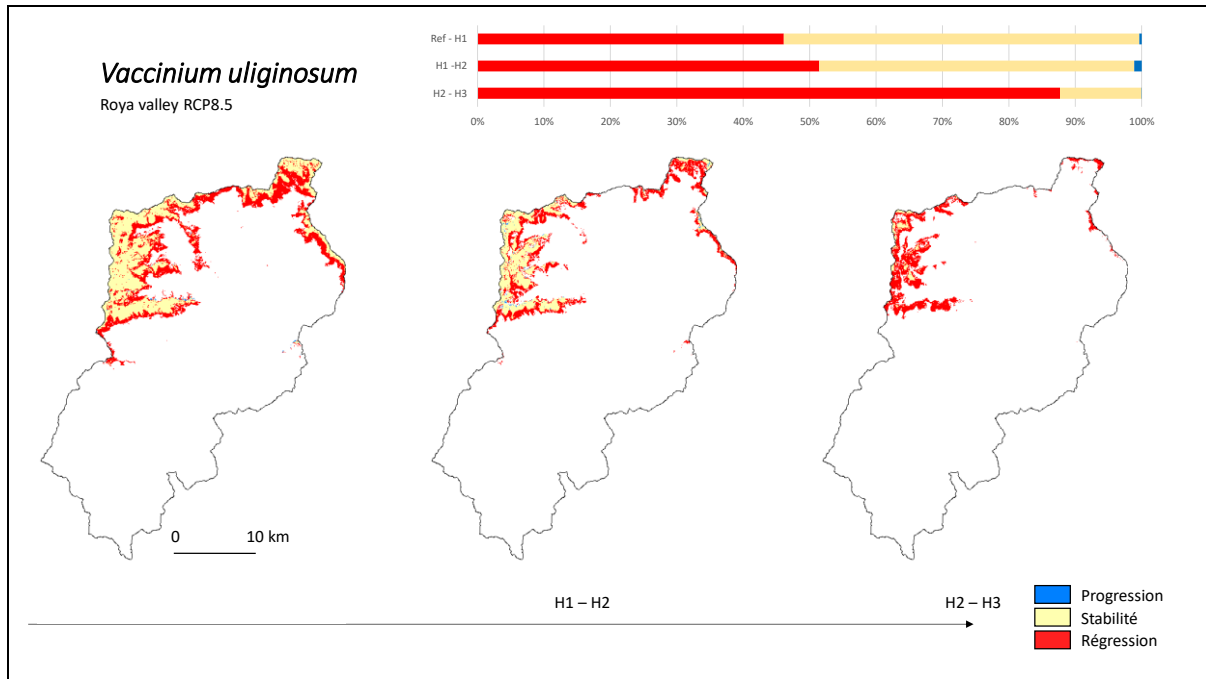 Vaccinium uliginosum
Roya valley RCP8.5
Ref - H1
H1 -H2
H2 - H3
0% 10% 20% 30% 40% 50% 60% 70% 80% 90% 100%
0 10 km
H1 – H2
H2 – H3
Progression
Stabilité
Régression